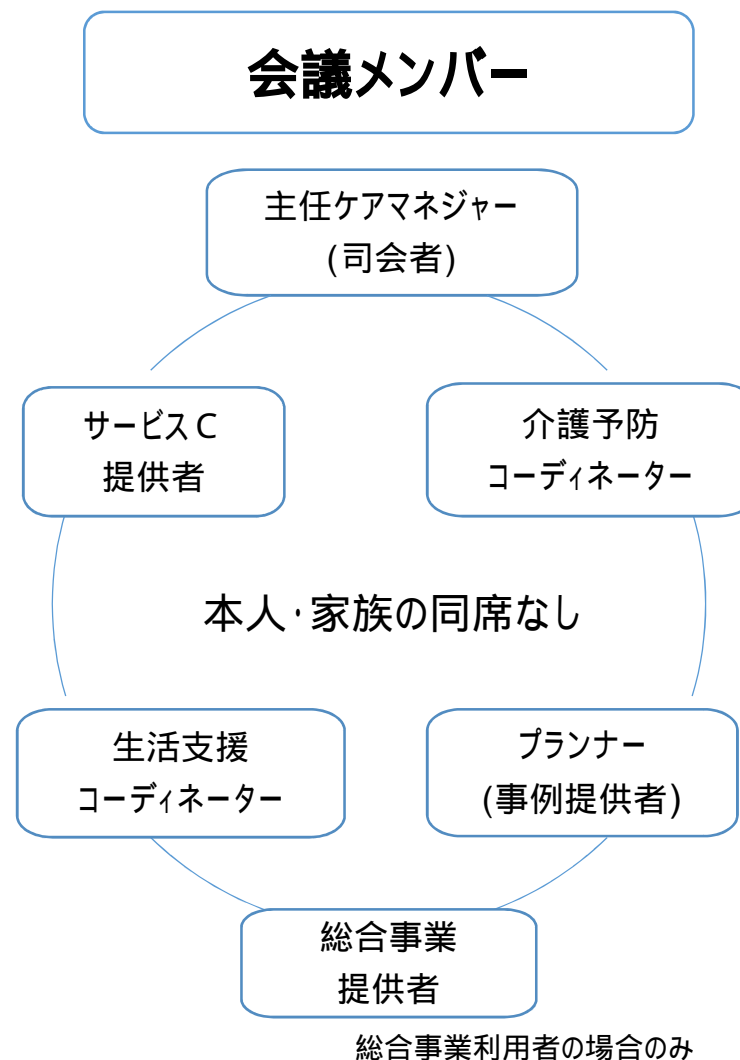 会議メンバー
主任ケアマネジャー
(司会者)
サービスＣ
提供者
介護予防
コーディネーター
本人・家族の同席なし
生活支援
コーディネーター
プランナー
(事例提供者)
総合事業
提供者
総合事業利用者の場合のみ